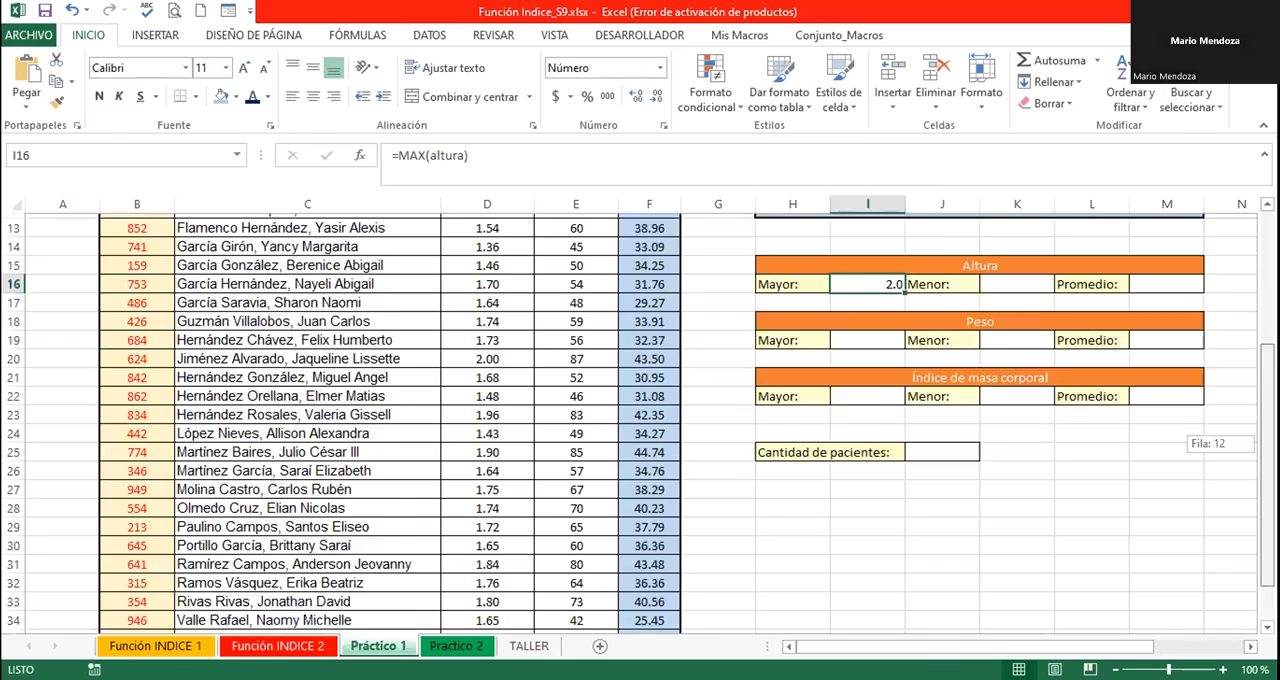 Función Indice_S9.xlsx - Excel (Error de activación de productos)
Mario Mendoza
Mario Mendoza
ARCHIVO INICIO INSERTAR DISEÑO DE PÁGINA FÓRMULAS DATOS REVISAR VISTA DESARROLLADOR Mis Macros Conjunto_Macros
Pegar
Calibri 11
N K S
Ajustar texto
Combinar y centrar
Número
$ % 000
Formato condicional
Dar formato como tabla
Estilos de celda
Insertar Eliminar Formato
Autosuma
Rellenar
Borrar
Ordenar y filtrar
Buscar y seleccionar
Portapapeles Fuente Alineación Número Estilos Celdas Modificar
I16 fx =MAX(altura)
A B C D E F G H I J K L M N
13 852 Flamenco Hernández, Yasir Alexis 1.54 60 38.96
14 741 García Girón, Yancy Margarita 1.36 45 33.09
15 159 García González, Berenice Abigail 1.46 50 34.25 Altura
16 753 García Hernández, Nayeli Abigail 1.70 54 31.76 Mayor: 2.0 Menor: Promedio:
17 486 García Saravia, Sharon Naomi 1.64 48 29.27
18 426 Guzmán Villalobos, Juan Carlos 1.74 59 33.91 Peso
19 684 Hernández Chávez, Felix Humberto 1.73 56 32.37 Mayor: Menor: Promedio:
20 624 Jiménez Alvarado, Jaqueline Lissette 2.00 87 43.50
21 842 Hernández González, Miguel Angel 1.68 52 30.95 Índice de masa corporal
22 862 Hernández Orellana, Elmer Matias 1.48 46 31.08 Mayor: Menor: Promedio:
23 834 Hernández Rosales, Valeria Gissell 1.96 83 42.35
24 442 López Nieves, Allison Alexandra 1.43 49 34.27
25 774 Martínez Baires, Julio César III 1.90 85 44.74 Cantidad de pacientes:
Fila: 12
26 346 Martínez García, Saraí Elizabeth 1.64 57 34.76
27 949 Molina Castro, Carlos Rubén 1.75 67 38.29
28 554 Olmedo Cruz, Elian Nicolas 1.74 70 40.23
29 213 Paulino Campos, Santos Eliseo 1.72 65 37.79
30 645 Portillo García, Brittany Saraí 1.65 60 36.36
31 641 Ramírez Campos, Anderson Jeovanny 1.84 80 43.48
32 315 Ramos Vásquez, Erika Beatriz 1.76 64 36.36
33 354 Rivas Rivas, Jonathan David 1.80 73 40.56
34 946 Valle Rafael, Naomy Michelle 1.65 42 25.45
Función INDICE 1 Función INDICE 2 Práctico 1 Practico 2 TALLER
LISTO 100 %